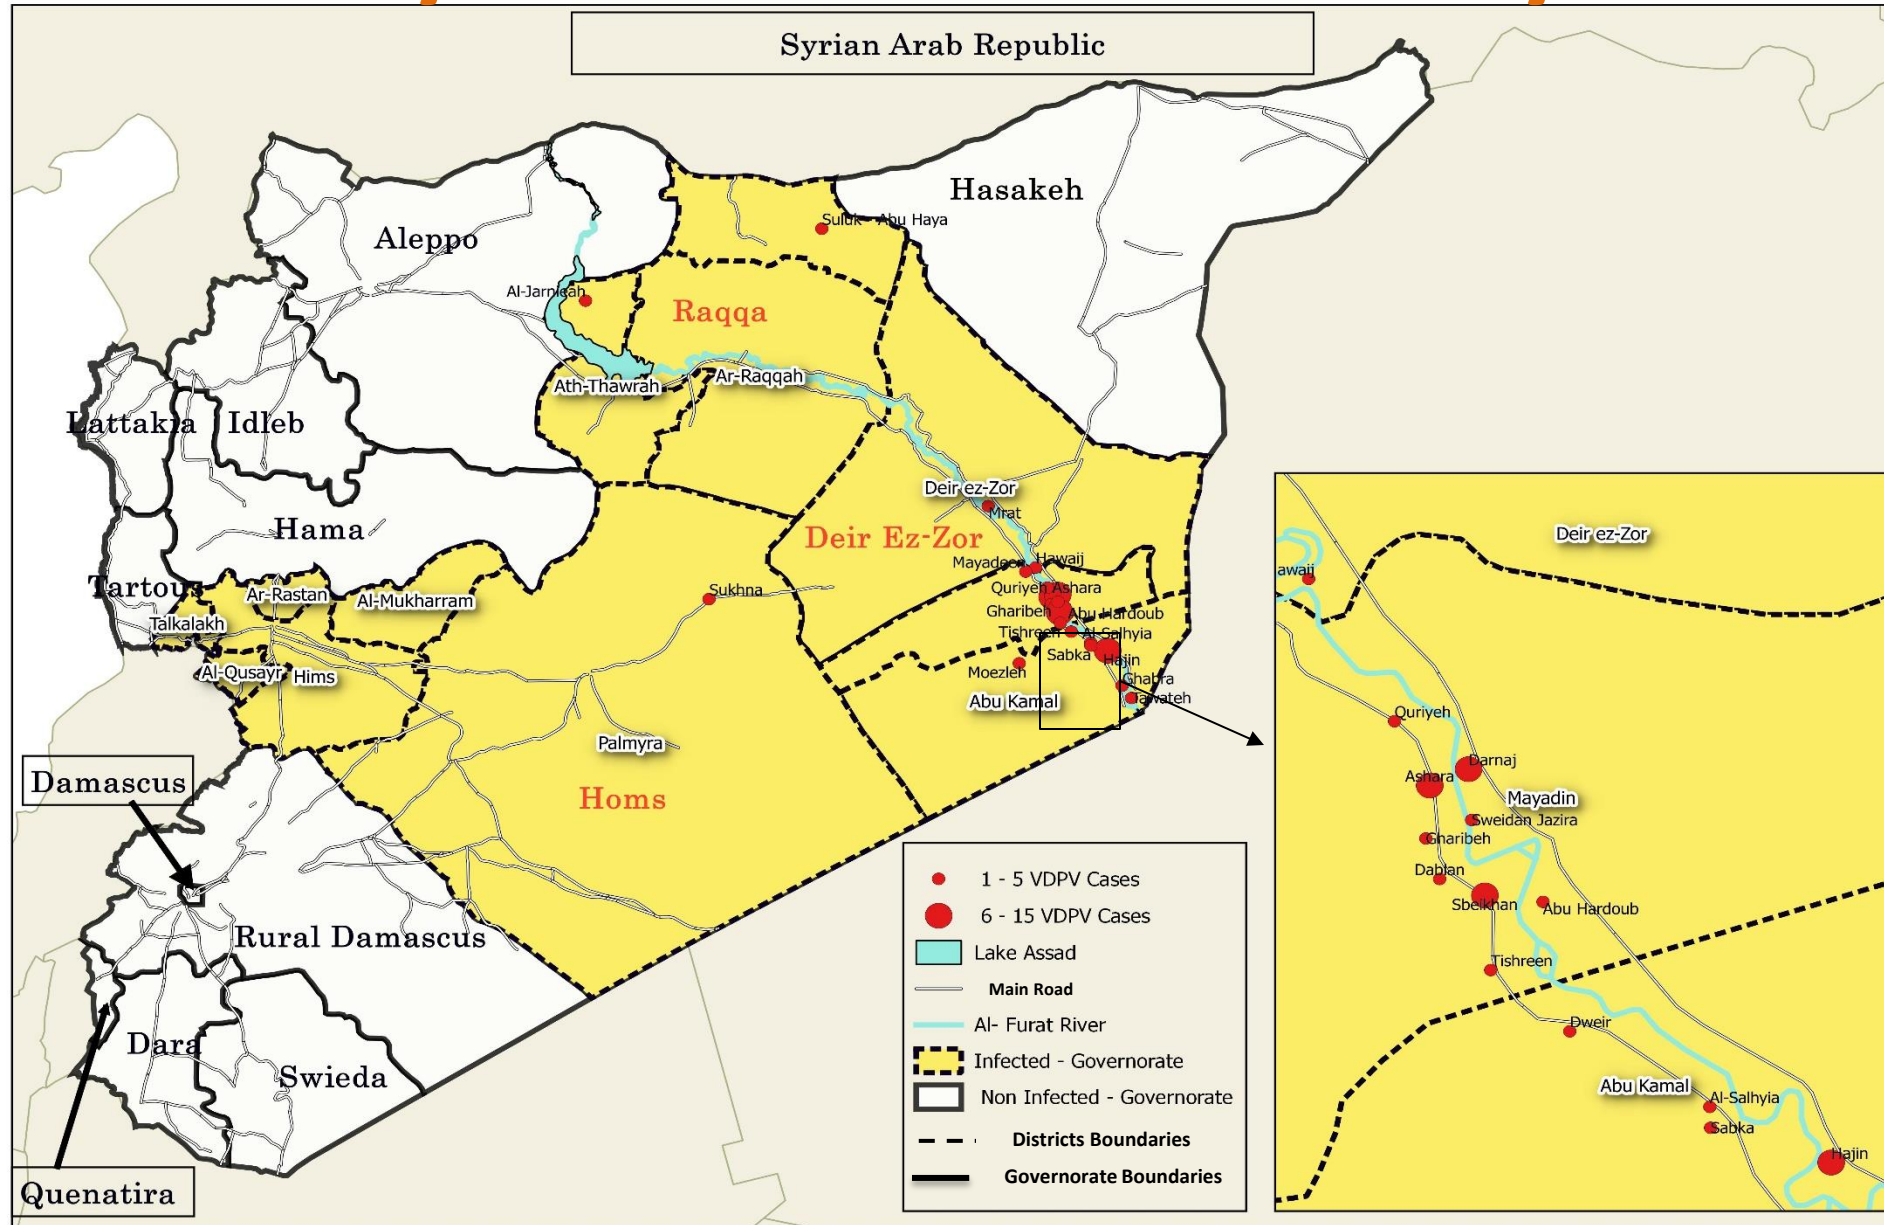 Syrian Arab Republic
Hasakeh
Suluk - Abu Haya
Aleppo
Al-Jarnieah
Raqqa
Ar-Raqqah
Ath-Thawrah
Lattakia
Idleb
Deir ez-Zor
Mrat
Hama
Deir Ez-Zor
Hawaij
Mayadeen
Tartous
Ar-Rastan
Al-Mukharram
Sukhna
Quriyeh
Ashara
Gharibeh
Abu Hardoub
Talkalakh
Tishreen
Al-Salhyia
Sabka
Hajin
Al-Qusayr
Hims
Moezleh
Ghabra
Abu Kamal
Tawateh
Palmyra
Damascus
Homs
Rural Damascus
Dara
Swieda
Quenatira
1 - 5 VDPV Cases
6 - 15 VDPV Cases
Lake Assad
Main Road
Al- Furat River
Infected - Governorate
Non Infected - Governorate
Districts Boundaries
Governorate Boundaries
Deir ez-Zor
awaij
Quriyeh
Darnaj
Ashara
Mayadin
Sweidan Jazira
Gharibeh
Dablan
Sbeikhan
Abu Hardoub
Tishreen
Dweir
Abu Kamal
Al-Salhyia
Sabka
Hajin